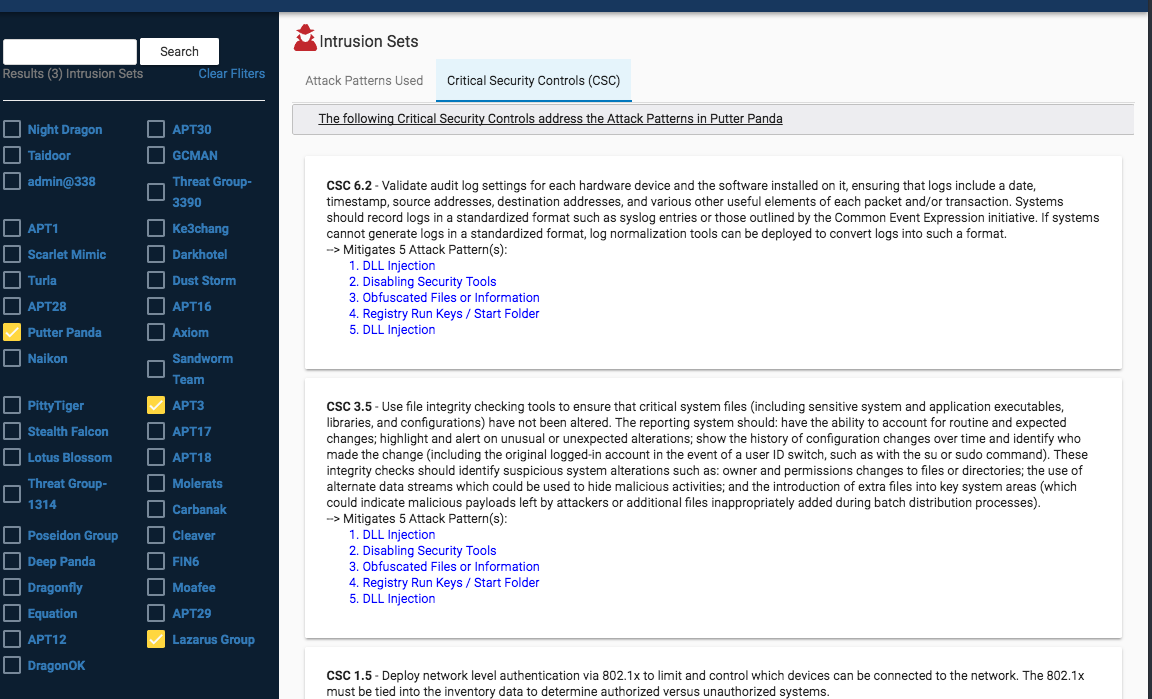 Search
Results (3) Intrusion Sets
Clear Fliters
Night Dragon
APT30
Taidoor
GCMAN
admin@338
Threat Group-
3390
APT1
Ke3chang
Scarlet Mimic
Darkhotel
Turla
Dust Storm
APT28
APT16
Putter Panda
Axiom
Naikon
Sandworm
Team
PittyTiger
APT3
Stealth Falcon
APT17
Lotus Blossom
APT18
Threat Group-
1314
Molerats
Carbanak
Poseidon Group
Cleaver
Deep Panda
FIN6
Dragonfly
Moafee
Equation
APT29
APT12
Lazarus Group
DragonOK
Intrusion Sets
Attack Patterns Used
Critical Security Controls (CSC)
The following Critical Security Controls address the Attack Patterns in Putter Panda
CSC 6.2 - Validate audit log settings for each hardware device and the software installed on it, ensuring that logs include a date,
timestamp, source addresses, destination addresses, and various other useful elements of each packet and/or transaction. Systems
should record logs in a standardized format such as syslog entries or those outlined by the Common Event Expression initiative. If systems
cannot generate logs in a standardized format, log normalization tools can be deployed to convert logs into such a format.
--> Mitigates 5 Attack Pattern(s):
1. DLL Injection
2. Disabling Security Tools
3. Obfuscated Files or Information
4. Registry Run Keys / Start Folder
5. DLL Injection
CSC 3.5 - Use file integrity checking tools to ensure that critical system files (including sensitive system and application executables,
libraries, and configurations) have not been altered. The reporting system should: have the ability to account for routine and expected
changes; highlight and alert on unusual or unexpected alterations; show the history of configuration changes over time and identify who
made the change (including the original logged-in account in the event of a user ID switch, such as with the su or sudo command). These
integrity checks should identify suspicious system alterations such as: owner and permissions changes to files or directories; the use of
alternate data streams which could be used to hide malicious activities; and the introduction of extra files into key system areas (which
could indicate malicious payloads left by attackers or additional files inappropriately added during batch distribution processes).
--> Mitigates 5 Attack Pattern(s):
1. DLL Injection
2. Disabling Security Tools
3. Obfuscated Files or Information
4. Registry Run Keys / Start Folder
5. DLL Injection
CSC 1.5 - Deploy network level authentication via 802.1x to limit and control which devices can be connected to the network. The 802.1x
must be tied into the inventory data to determine authorized versus unauthorized systems.